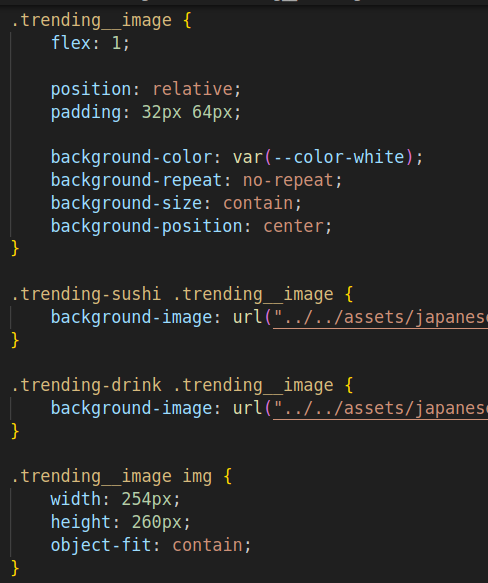 .trending__image {
flex: 1;
position: relative;
padding: 32px 64px;
background-color: var(--color-white);
background-repeat: no-repeat;
background-size: contain;
background-position: center;
}
.trending-sushi .trending__image {
background-image: url("../../assets/japanes
}
.trending-drink .trending__image {
background-image: url("../../assets/japanes
}
.trending__image img {
width: 254px;
height: 260px;
object-fit: contain;
}